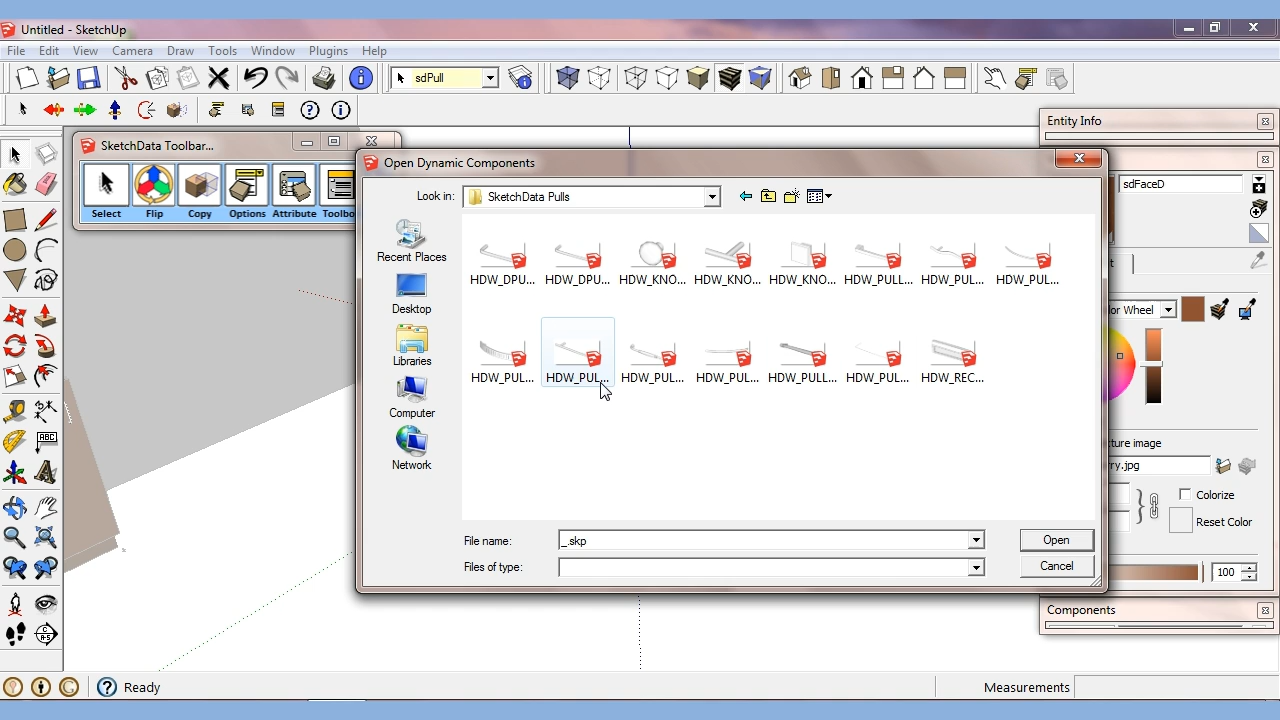 Untitled - SketchUp
File Edit View Camera Draw Tools Window Plugins Help
sdPull
Entity Info
SketchData Toolbar...
Select Flip Copy Options Attribute Toolbo
Open Dynamic Components
Look in: SketchData Pulls
Recent Places
Desktop
Libraries
Computer
Network
HDW_DPU... HDW_DPU... HDW_KNO... HDW_KNO... HDW_KNO... HDW_PULL... HDW_PUL... HDW_PUL...
HDW_PUL... HDW_PUL... HDW_PUL... HDW_PUL... HDW_PULL... HDW_PUL... HDW_REC...
File name: _.skp Open
Files of type: Cancel
sdFaceD
t
or Wheel
xture image
ry.jpg
Colorize
Reset Color
100
Components
ABC
Ready
Measurements